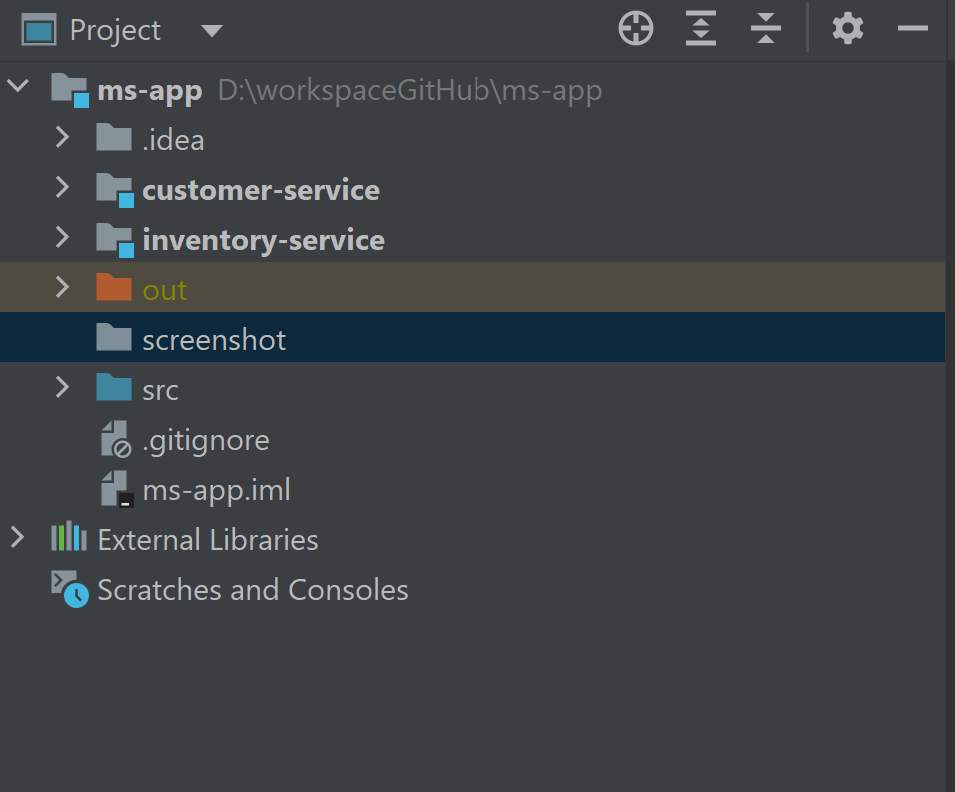 Project
ms-app D:\workspaceGitHub\ms-app
.idea
customer-service
inventory-service
out
screenshot
src
.gitignore
ms-app.iml
External Libraries
Scratches and Consoles